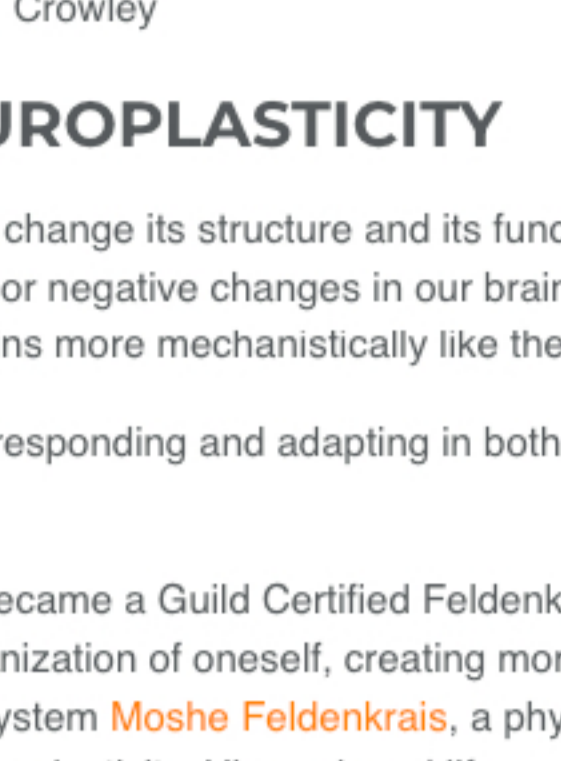 Crowley
UROPLASTICITY
change its structure and its func
or negative changes in our brain
ns more mechanistically like the
responding and adapting in both
ecame a Guild Certified Feldenk
nization of oneself, creating mor
ystem Moshe Feldenkrais, a phy